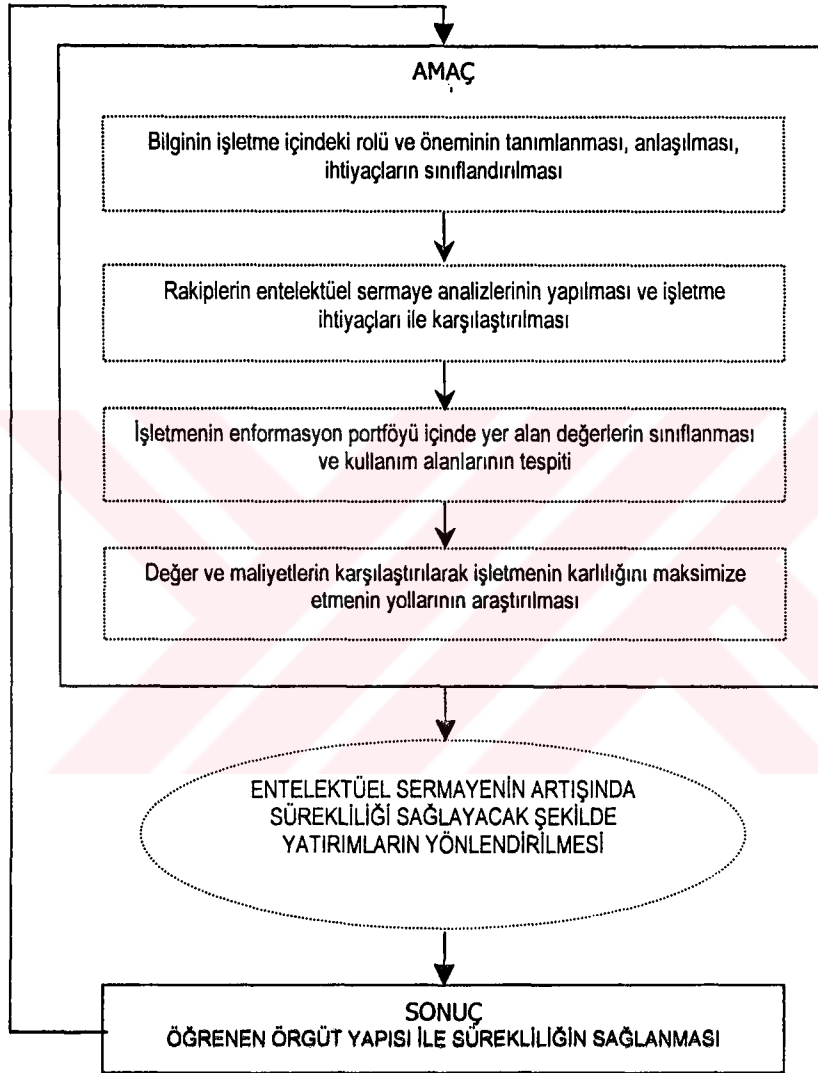 AMAÇ
Bilginin işletme içindeki rolü ve öneminin tanımlanması, anlaşılması,
ihtiyaçların sınıflandırılması
Rakiplerin entelektüel sermaye analizlerinin yapılması ve işletme
ihtiyaçları ile karşılaştırılması
İşletmenin enformasyon portföyü içinde yer alan değerlerin sınıflanması
ve kullanım alanlarının tespiti
Değer ve maliyetlerin karşılaştırılarak işletmenin karlılığını maksimize
etmenin yollarının araştırılması
ENTELEKTÜEL SERMAYENİN ARTIŞINDA
SÜREKLİLİĞİ SAĞLAYACAK ŞEKİLDE
YATIRIMLARIN YÖNLENDİRİLMESİ
SONUÇ
ÖĞRENEN ÖRGÜT YAPISI İLE SÜREKLİLİĞİN SAĞLANMASI